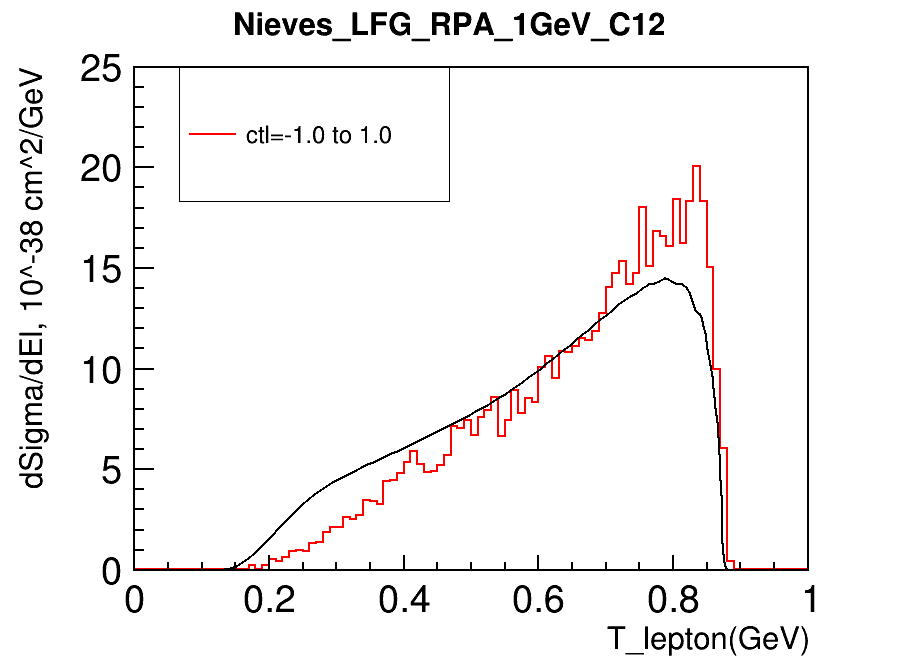 Nieves_LFG_RPA_1GeV_C12
dSigma/dEl, 10^-38 cm^2/GeV
25
20
15
10
5
0
ctl=-1.0 to 1.0
0 0.2 0.4 0.6 0.8 1
T_lepton(GeV)